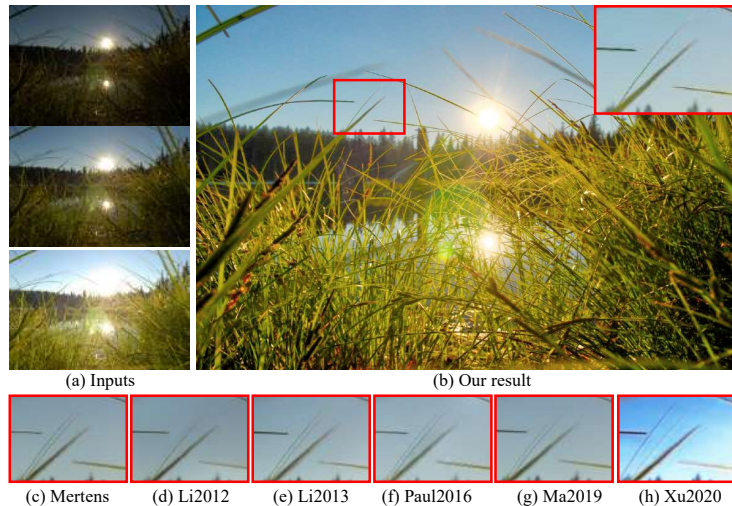 (a) Inputs
(b) Our result
(c) Mertens
(d) Li2012
(e) Li2013
(f) Paul2016
(g) Ma2019
(h) Xu2020